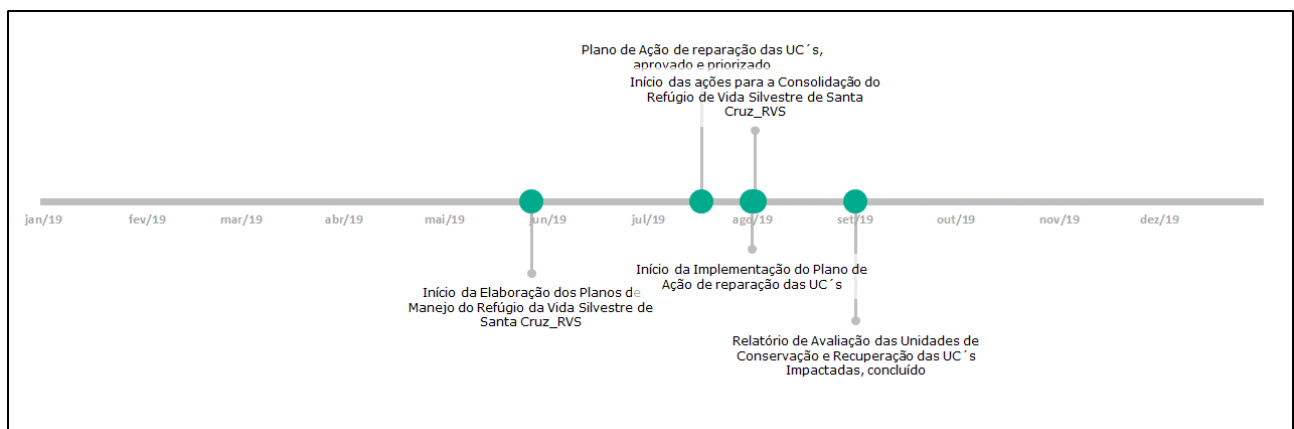 Plano de Ação de reparação das UC´s,
aprovado e priorizado
Início das ações para a Consolidação do
Refúgio de Vida Silvestre de Santa
Cruz_RVS
jan/19 fev/19 mar/19 abr/19 mai/19 jun/19 jul/19 ago/19 set/19 out/19 nov/19 dez/19
Início da Implementação do Plano de
Ação de reparação das UC´s
Início da Elaboração dos Planos de
Manejo do Refúgio da Vida Silvestre de
Santa Cruz_RVS
Relatório de Avaliação das Unidades de
Conservação e Recuperação das UC´s
Impactadas, concluído